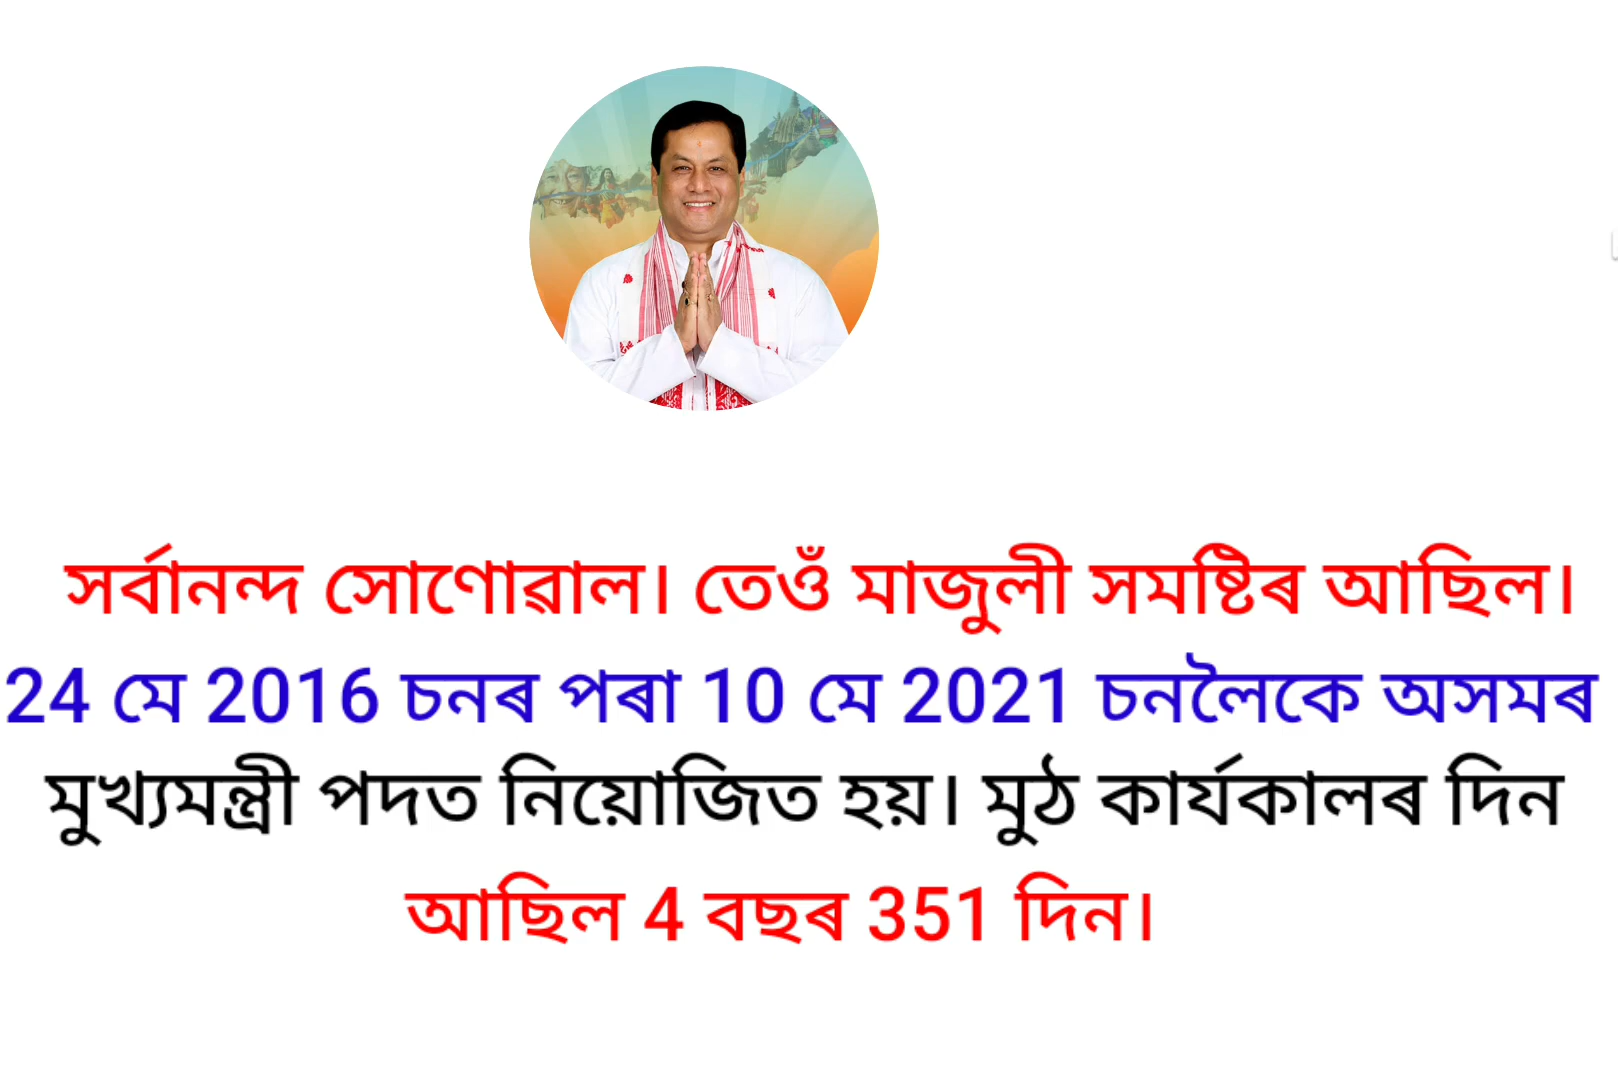 সৰ্বানন্দ সোণোৱাল। তেওঁ মাজুলী সমষ্টিৰ আছিল।
24 মে 2016 চনৰ পৰা 10 মে 2021 চনলৈকে অসমৰ
মুখ্যমন্ত্ৰী পদত নিয়োজিত হয়। মুঠ কাৰ্যকালৰ দিন
আছিল 4 বছৰ 351 দিন।